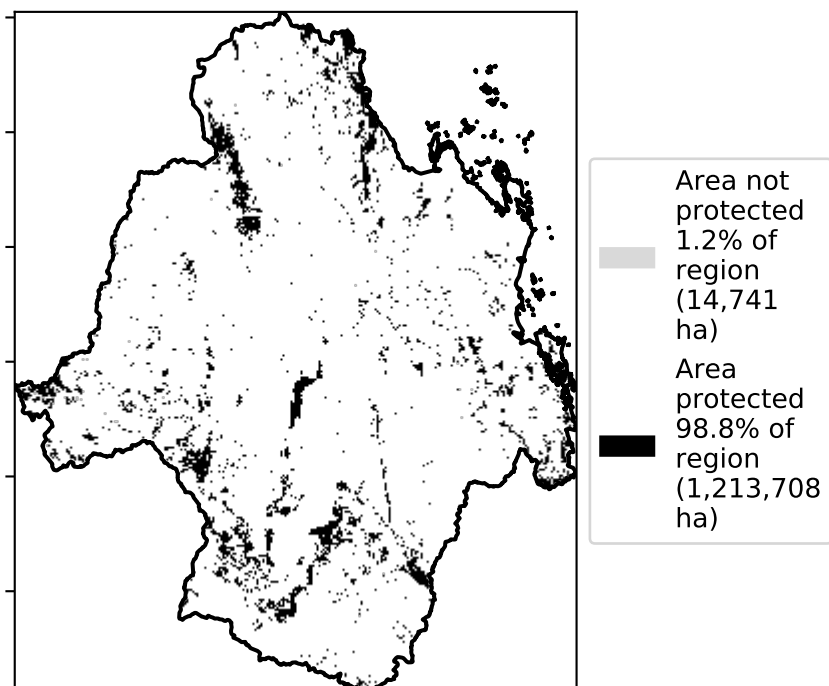 Area not
protected
1.2% of
region
(14,741
ha)
Area
protected
98.8% of
region
(1,213,708
ha)